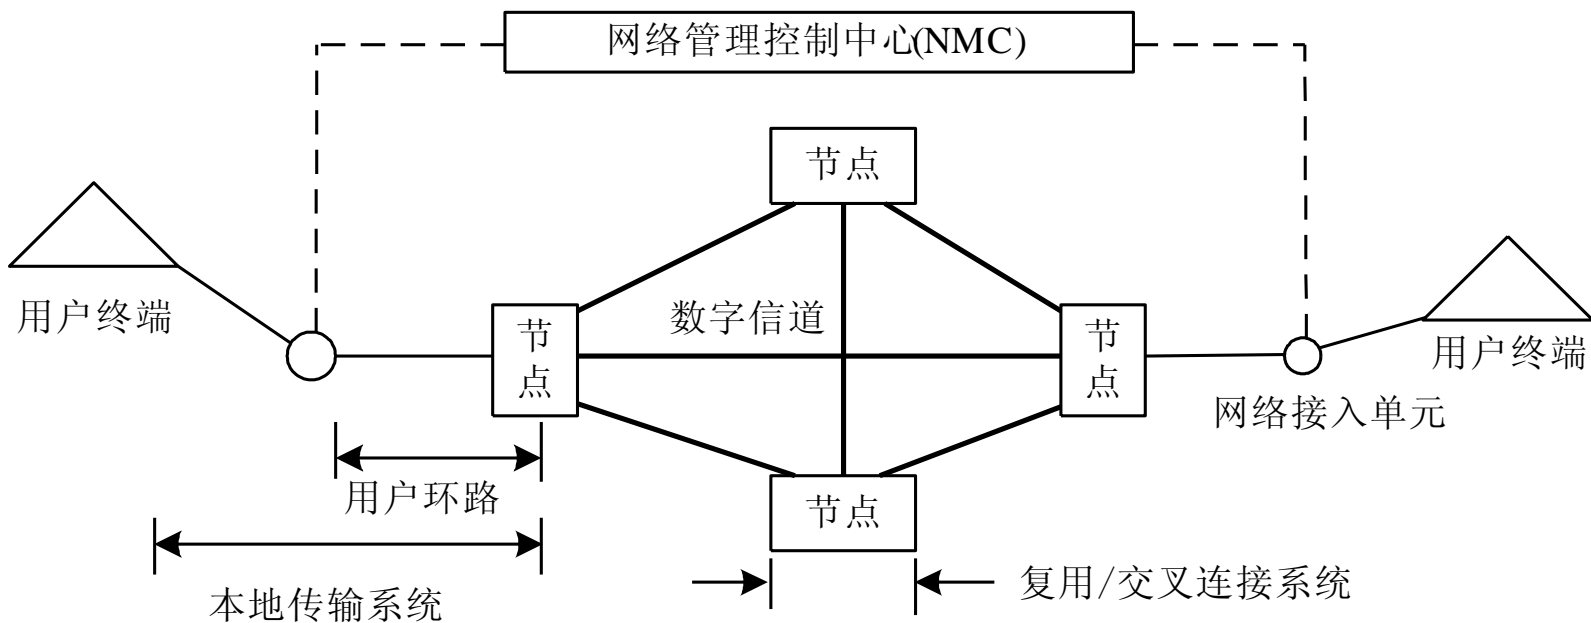 网络管理控制中心(NMC)
节点
用户终端
数字信道
节点
节点
用户终端
网络接入单元
用户环路
节点
本地传输系统
复用/交叉连接系统